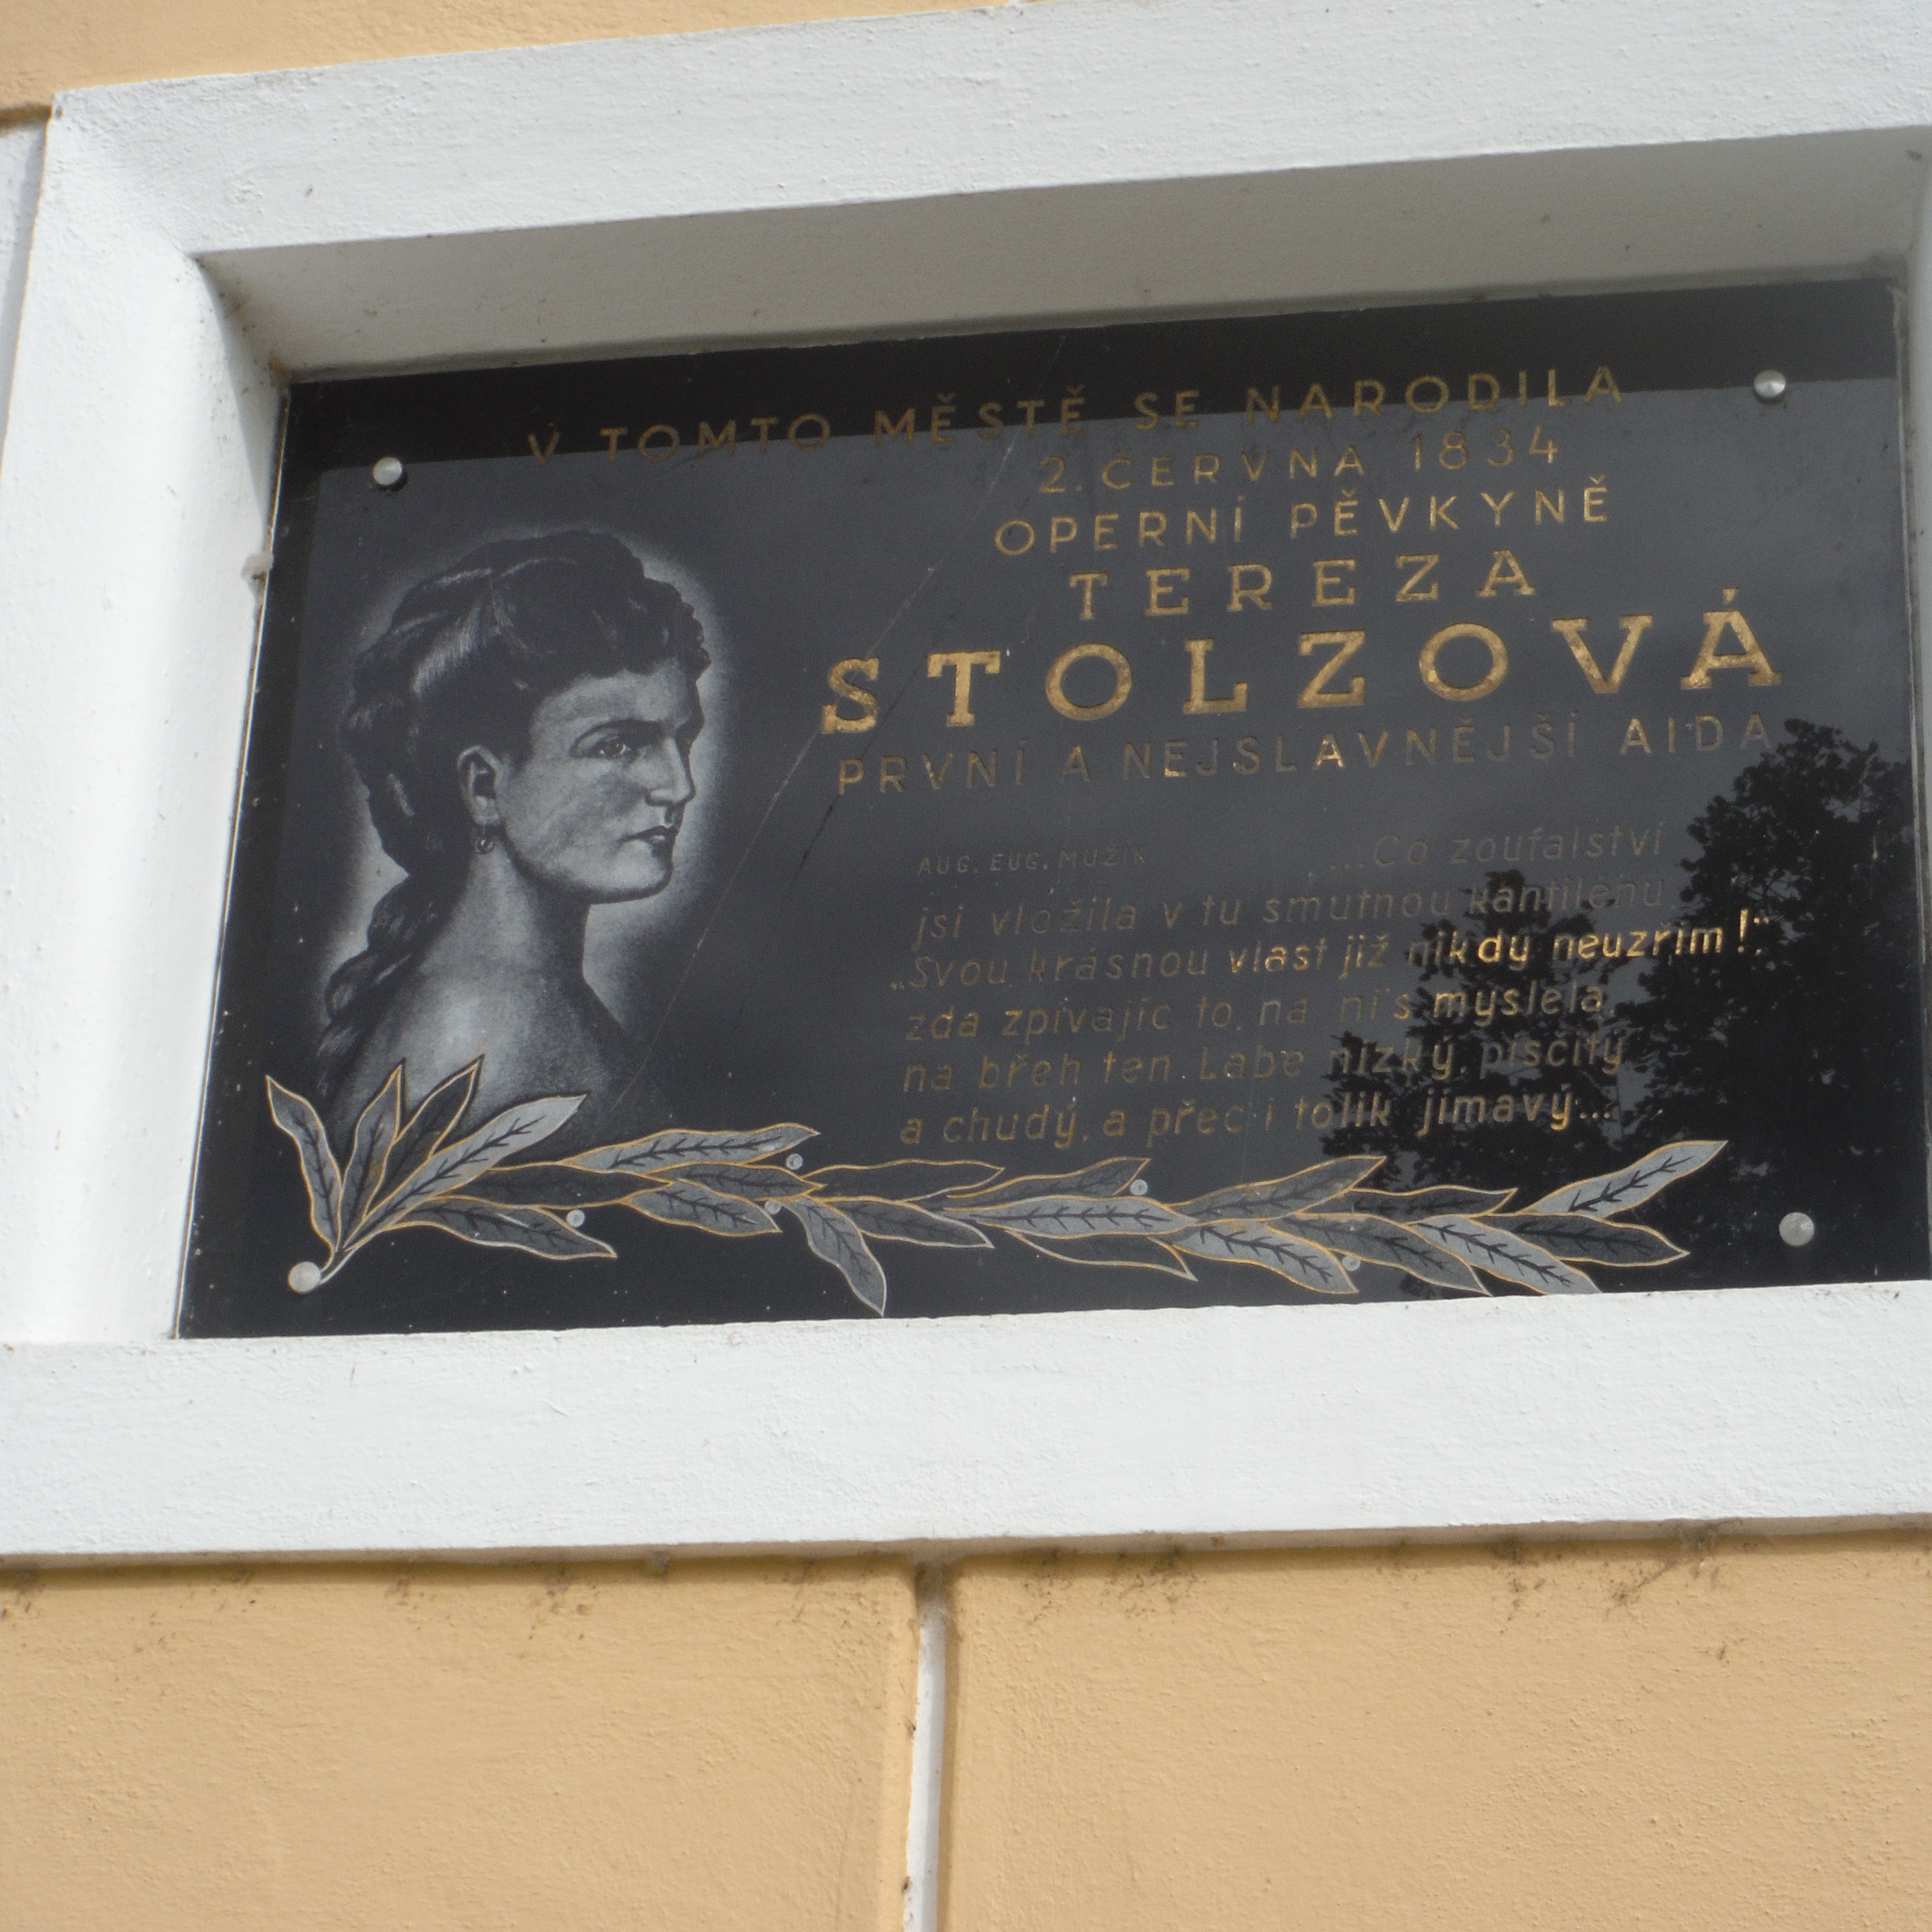 V TOMTO MĚSTĚ SE NARODILA
2. ČERVNA 1834
OPERNÍ PĚVKYNĚ
TEREZA
STOLZOVÁ
PRVNÍ A NEJSLAVNĚJŠÍ AIDA
AUG. EUG. MUŽÍK ...Co zoufalství
jsi vložila v tu smutnou kantilénu
„Svou krásnou vlast již nikdy neuzřím!“
zda zpívajíc to, na ni's myslela
na břeh ten Labe nízký, písčitý
a chudý, a přec i tolik jímavý...